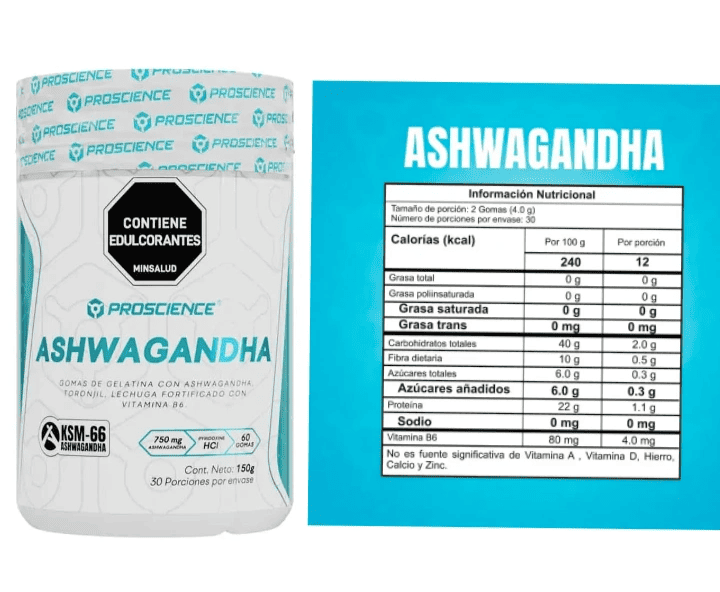 PROSCIENCE PROSCIENCE
PROSCIENCE PROSCIENCE
PROSCIENCE PROSCIENCE PROSC
PROSCIENCE PROSCIENCE
PROSCIENCE
CONTIENE
EDULCORANTES
MINSALUD
PROSCIENCE
ASHWAGANDHA
GOMAS DE GELATINA CON ASHWAGANDHA,
TORONJIL, LECHUGA FORTIFICADO CON
VITAMINA B6.
KSM-66
ASHWAGANDHA
750 mg
ASHWAGANDHA
PYRIDOXINE
HCl
60
GOMAS
Cont. Neto: 150g
30 Porciones por envase
ASHWAGANDHA
Información Nutricional
Tamaño de porción: 2 Gomas (4.0 g)
Número de porciones por envase: 30
Calorías (kcal) Por 100 g Por porción
240 12
Grasa total 0 g 0 g
Grasa poliinsaturada 0 g 0 g
Grasa saturada 0 g 0 g
Grasa trans 0 mg 0 mg
Carbohidratos totales 40 g 2.0 g
Fibra dietaria 10 g 0.5 g
Azúcares totales 6.0 g 0.3 g
Azúcares añadidos 6.0 g 0.3 g
Proteína 22 g 1.1 g
Sodio 0 mg 0 mg
Vitamina B6 80 mg 4.0 mg
No es fuente significativa de Vitamina A , Vitamina D, Hierro,
Calcio y Zinc.